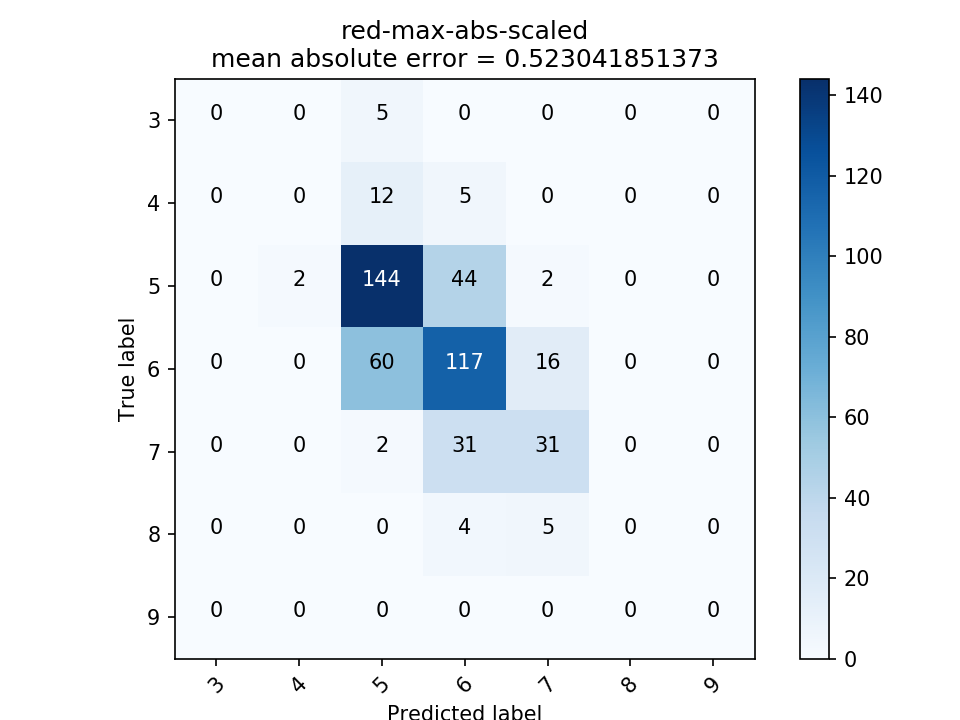 red-max-abs-scaled
mean absolute error = 0.523041851373
3 0 0 5 0 0 0 0
4 0 0 12 5 0 0 0
5 0 2 144 44 2 0 0
6 0 0 60 117 16 0 0
7 0 0 2 31 31 0 0
8 0 0 0 4 5 0 0
9 0 0 0 0 0 0 0
3 4 5 6 7 8 9
True label
Predicted label
140
120
100
80
60
40
20
0